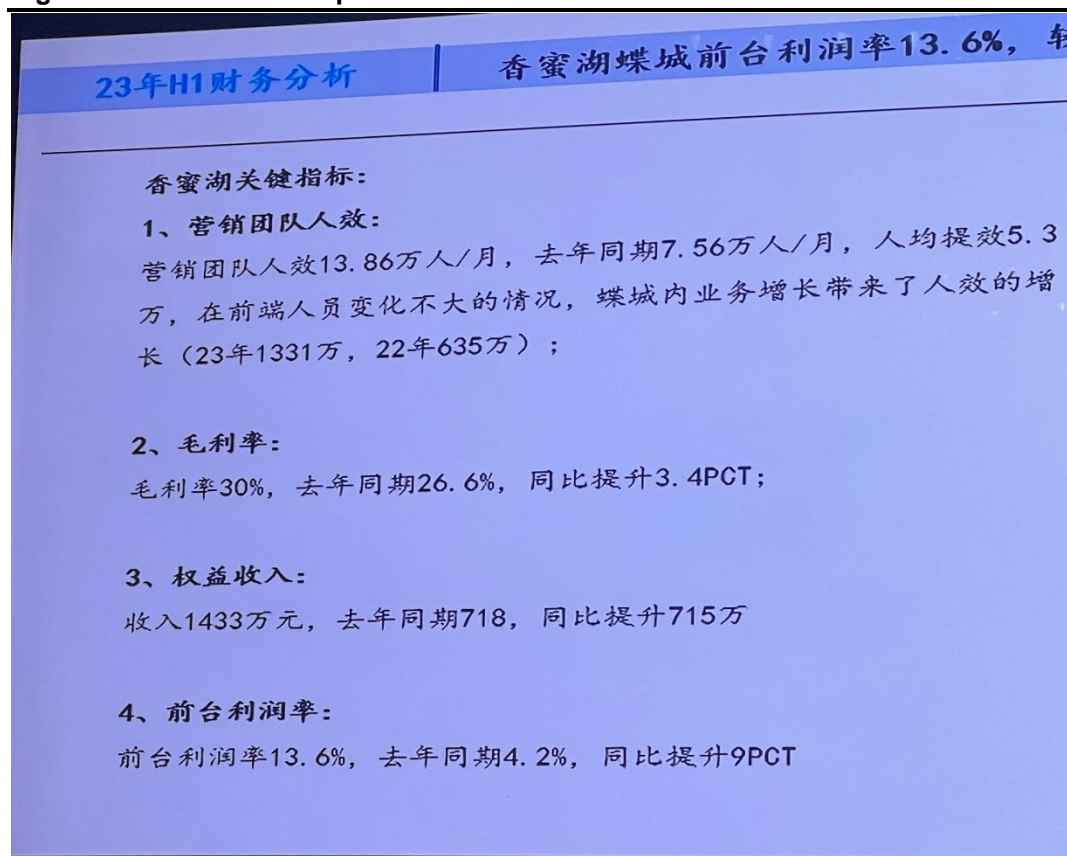 23年H1财务分析
香蜜湖蝶城前台利润率13.6%,
香蜜湖关键指标:
1、营销团队人效:
营销团队人效13.86万人/月, 去年同期7.56万人/月, 人均提效5.3
万, 在前端人员变化不大的情况, 蝶城内业务增长带来了人效的增
长 (23年1331万, 22年635万) ;
2、毛利率:
毛利率30%, 去年同期26.6%, 同比提升3.4PCT;
3、权益收入:
收入1433万元, 去年同期718, 同比提升715万
4、前台利润率:
前台利润率13.6%, 去年同期4.2%, 同比提升9PCT